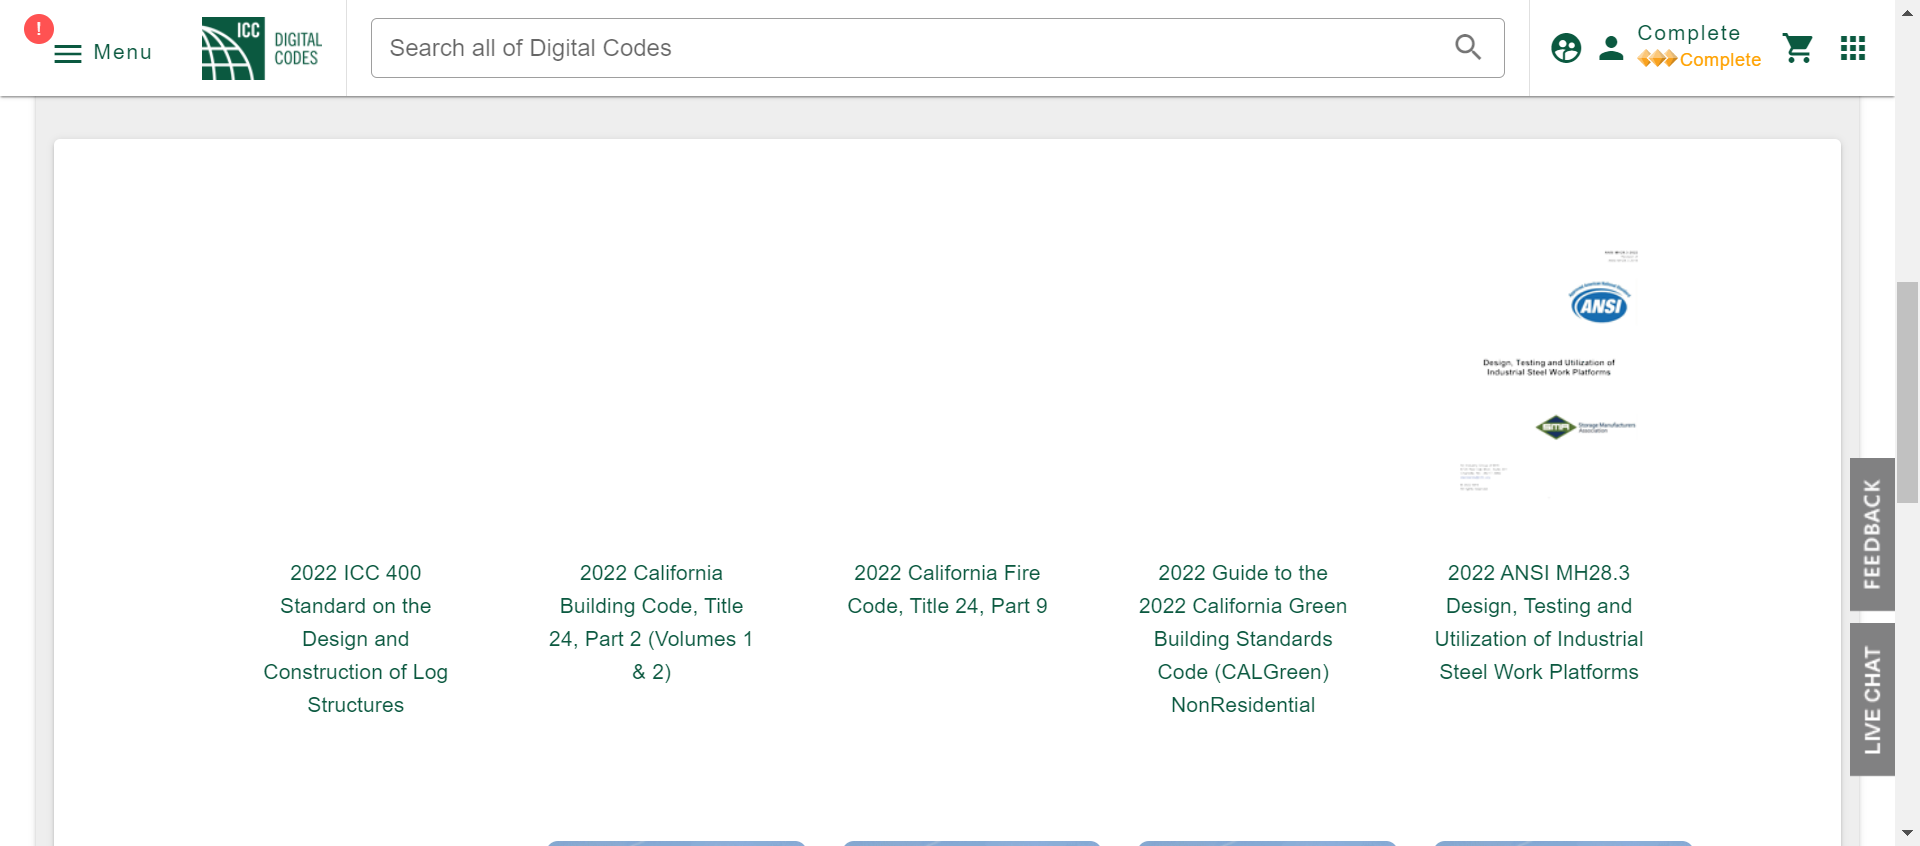 !
Menu
ICC
DIGITAL
CODES
Search all of Digital Codes
Complete
Complete
ANSI
Design, Testing and Utilization of
Industrial Steel Work Platforms
SMA
Storage Manufacturers
Association
2022 ICC 400
Standard on the
Design and
Construction of Log
Structures
2022 California
Building Code, Title
24, Part 2 (Volumes 1
& 2)
2022 California Fire
Code, Title 24, Part 9
2022 Guide to the
2022 California Green
Building Standards
Code (CALGreen)
NonResidential
2022 ANSI MH28.3
Design, Testing and
Utilization of Industrial
Steel Work Platforms
FEEDBACK
LIVE CHAT